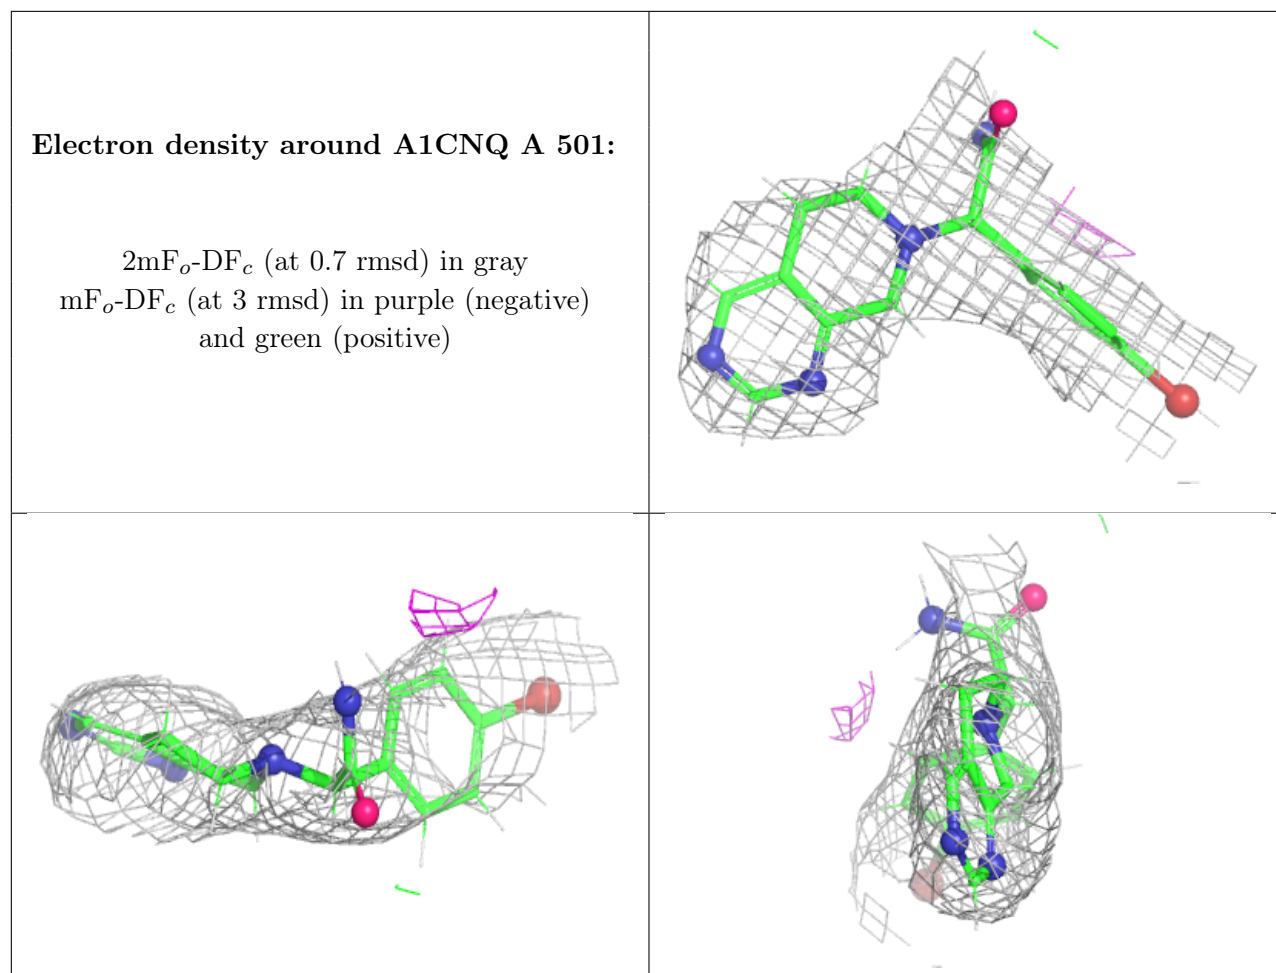 Electron density around A1CNQ A 501:
2mFo-DFc (at 0.7 rmsd) in gray
mFo-DFc (at 3 rmsd) in purple (negative)
and green (positive)